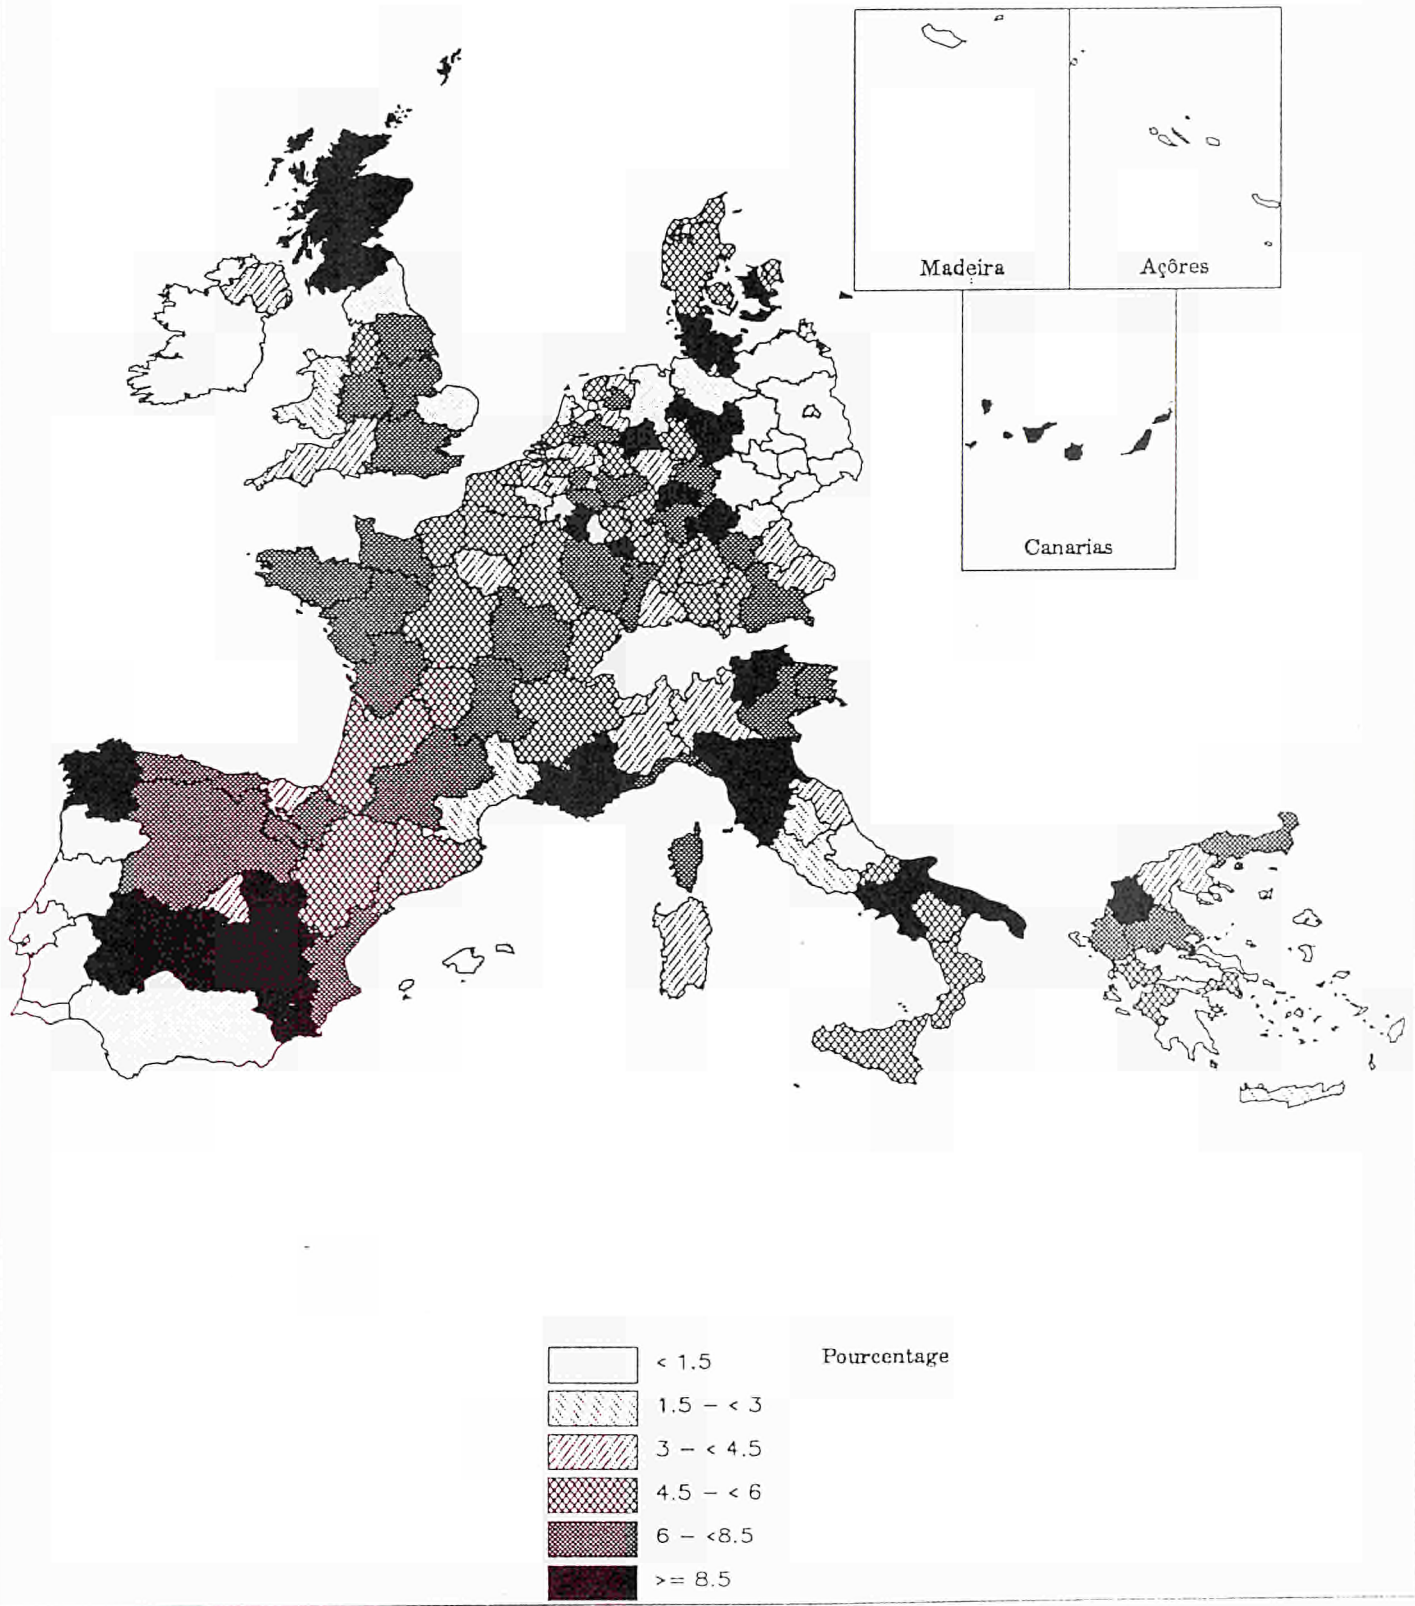 Madeira
Açôres
Canarias
Pourcentage
< 1.5
1.5 – < 3
3 – < 4.5
4.5 – < 6
6 – <8.5
>= 8.5